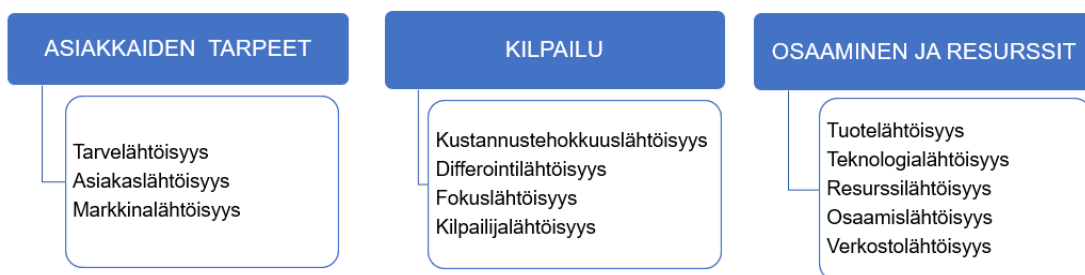 ASIAKKAIDEN TARPEET
Tarvelähtöisyys
Asiakaslähtöisyys
Markkinalähtöisyys
KILPAILU
Kustannustehokkuuslähtöisyys
Differointilähtöisyys
Fokuslähtöisyys
Kilpailijalähtöisyys
OSAAMINEN JA RESURSSIT
Tuotelähtöisyys
Teknologialähtöisyys
Resurssilähtöisyys
Osaamislähtöisyys
Verkostolähtöisyys